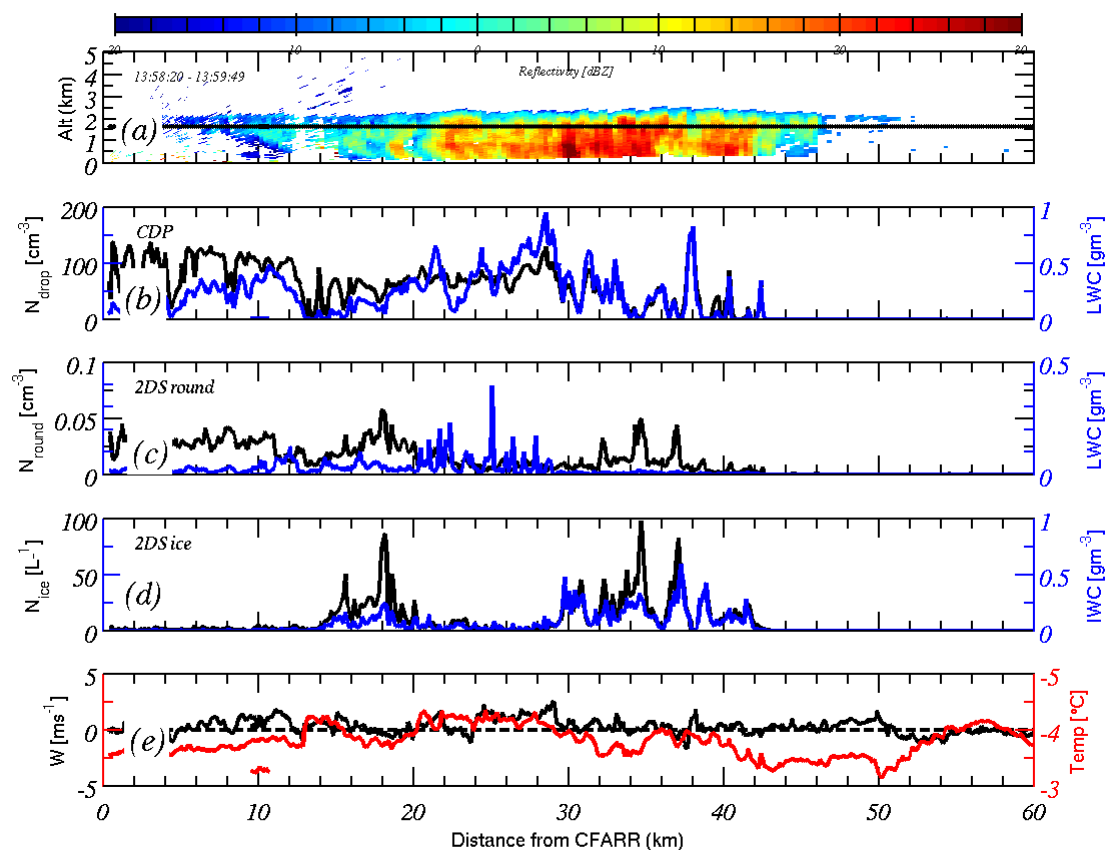 -20 -10 0 10 20 20
13:58:20 - 13:59:49
Reflectivity [dBZ]
5
4
3
2
1
0
Alt (km)
(a)
200
100
0
N drop [cm-3]
CDP
(b)
1
0.5
0
LWC [gm-3]
0.1
0.05
0
N round [cm-3]
2DS round
(c)
0.5
0
LWC [gm-3]
100
50
0
N ice [L-1]
2DS ice
(d)
1
0.5
0
IWC [gm-3]
5
0
-5
W [ms-1]
(e)
-5
-4
-3
Temp [°C]
0 10 20 30 40 50 60
Distance from CFARR (km)